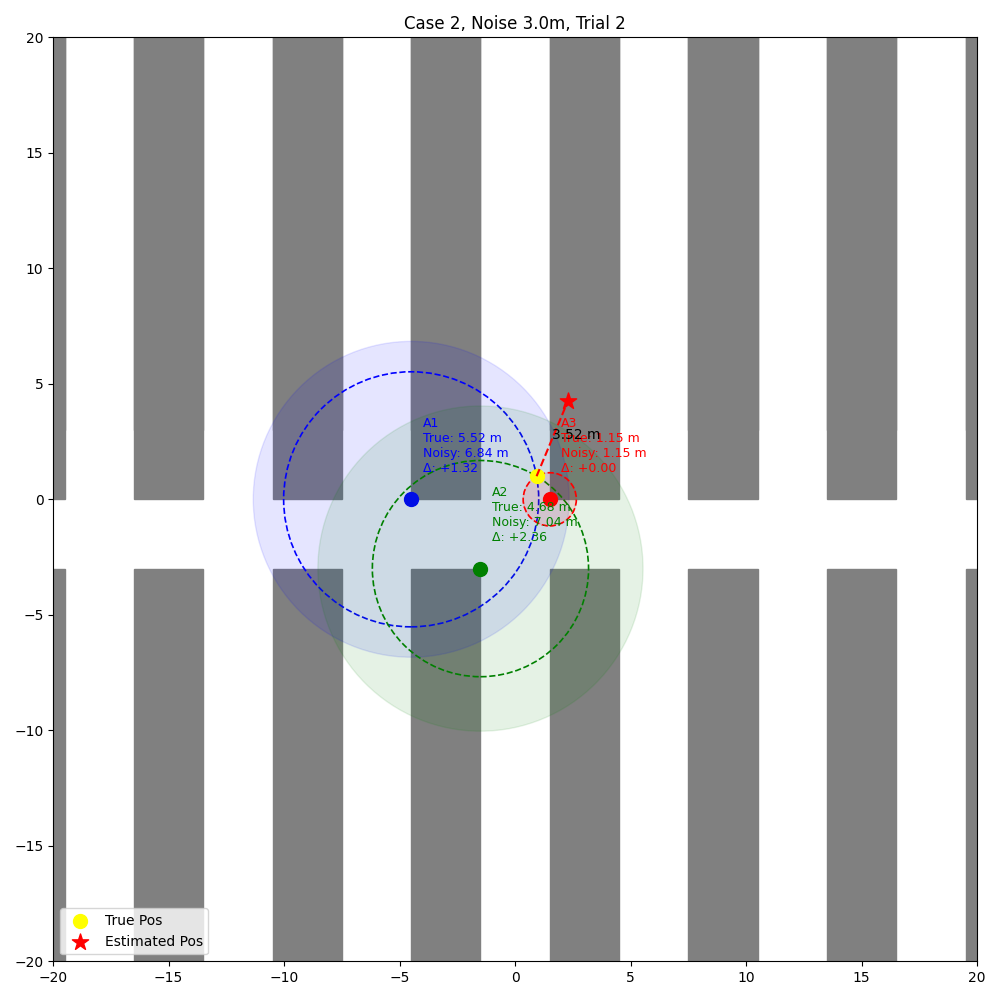 Case 2, Noise 3.0m, Trial 2
20
15
10
5
0
−5
−10
−15
−20
A1
True: 5.52 m
Noisy: 6.84 m
Δ: +1.32
A3
True: 1.15 m
Noisy: 1.15 m
Δ: +0.00
3.52 m
A2
True: 4.68 m
Noisy: 7.04 m
Δ: +2.36
True Pos
Estimated Pos
−20
−15
−10
−5
0
5
10
15
20